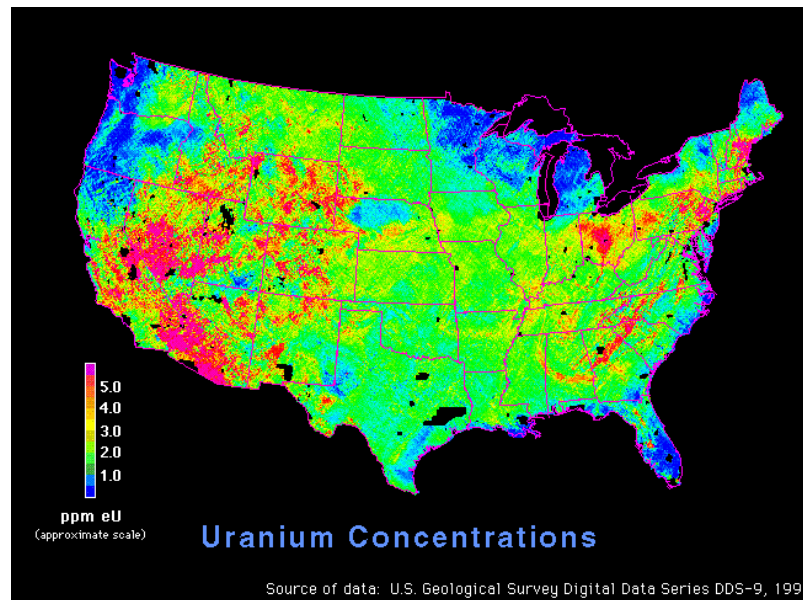 5.0
4.0
3.0
2.0
1.0
ppm eU
(approximate scale)
Uranium Concentrations
Source of data: U.S. Geological Survey Digital Data Series DDS-9, 199